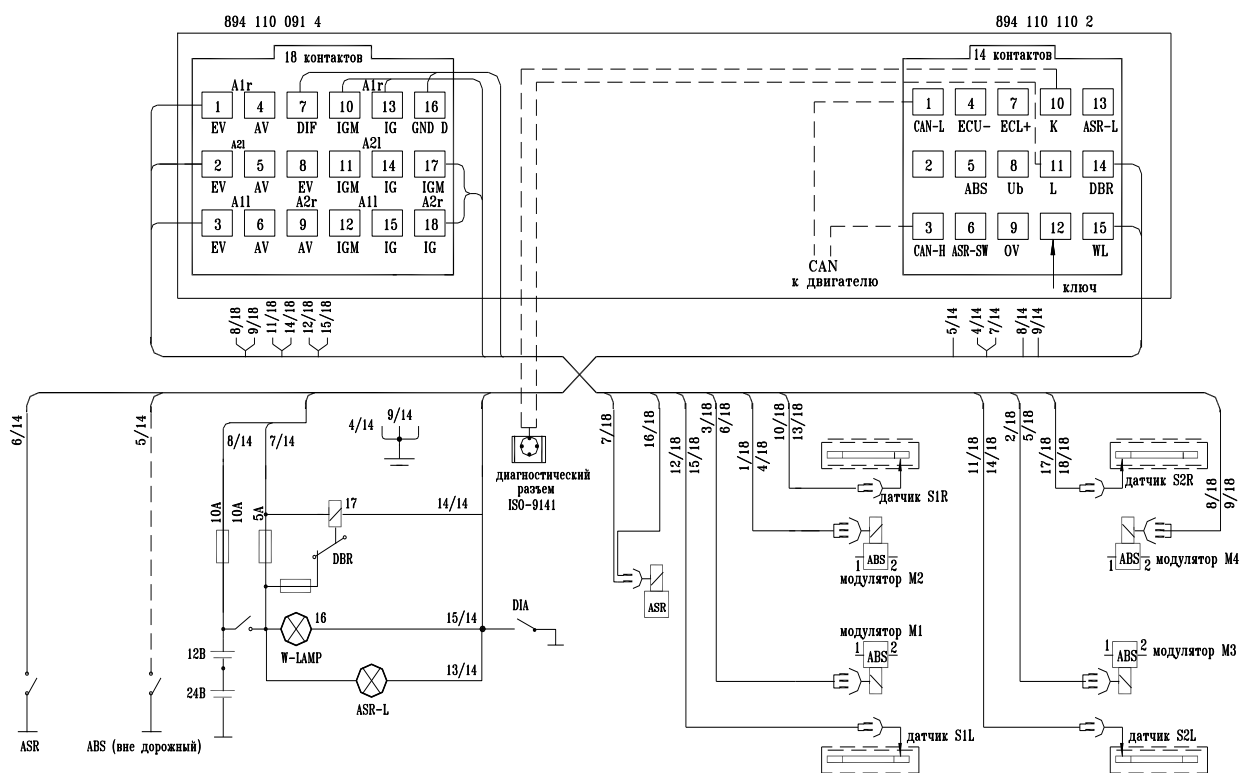 894 110 091 4
894 110 110 2
18 контактов
14 контактов
A1r
A1r
1 4 7 10 13 16
EV AV DIF IGM IG GND D
A2l
A2l
2 5 8 11 14 17
EV AV EV IGM IG IGM
A1l A2r A1l A2r
3 6 9 12 15 18
EV AV AV IGM IG IG
1 4 7 10 13
CAN-L ECU- ECL+ K ASR-L
2 5 8 11 14
ABS Ub L DBR
3 6 9 12 15
CAN-H ASR-SW OV WL
CAN
к двигателю
ключ
8/18
9/18
11/18
14/18
12/18
15/18
5/14
4/14
7/14
8/14
9/14
6/14
5/14
8/14
7/14
4/14
9/14
7/18
16/18
12/18
15/18
3/18
6/18
1/18
4/18
10/18
13/18
11/18
14/18
2/18
5/18
17/18
18/18
8/18
9/18
диагностический
разъем
ISO-9141
датчик S1R
датчик S2R
10A
10A
5A
17
14/14
DBR
ABS
1 2
модулятор M2
1 ABS 2
модулятор M4
ASR
16
W-LAMP
15/14
DIA
13/14
ASR-L
12В
24В
модулятор M1
1 2
ABS
1 2
ABS
модулятор M3
ASR
ABS (вне дорожный)
датчик S1L
датчик S2L